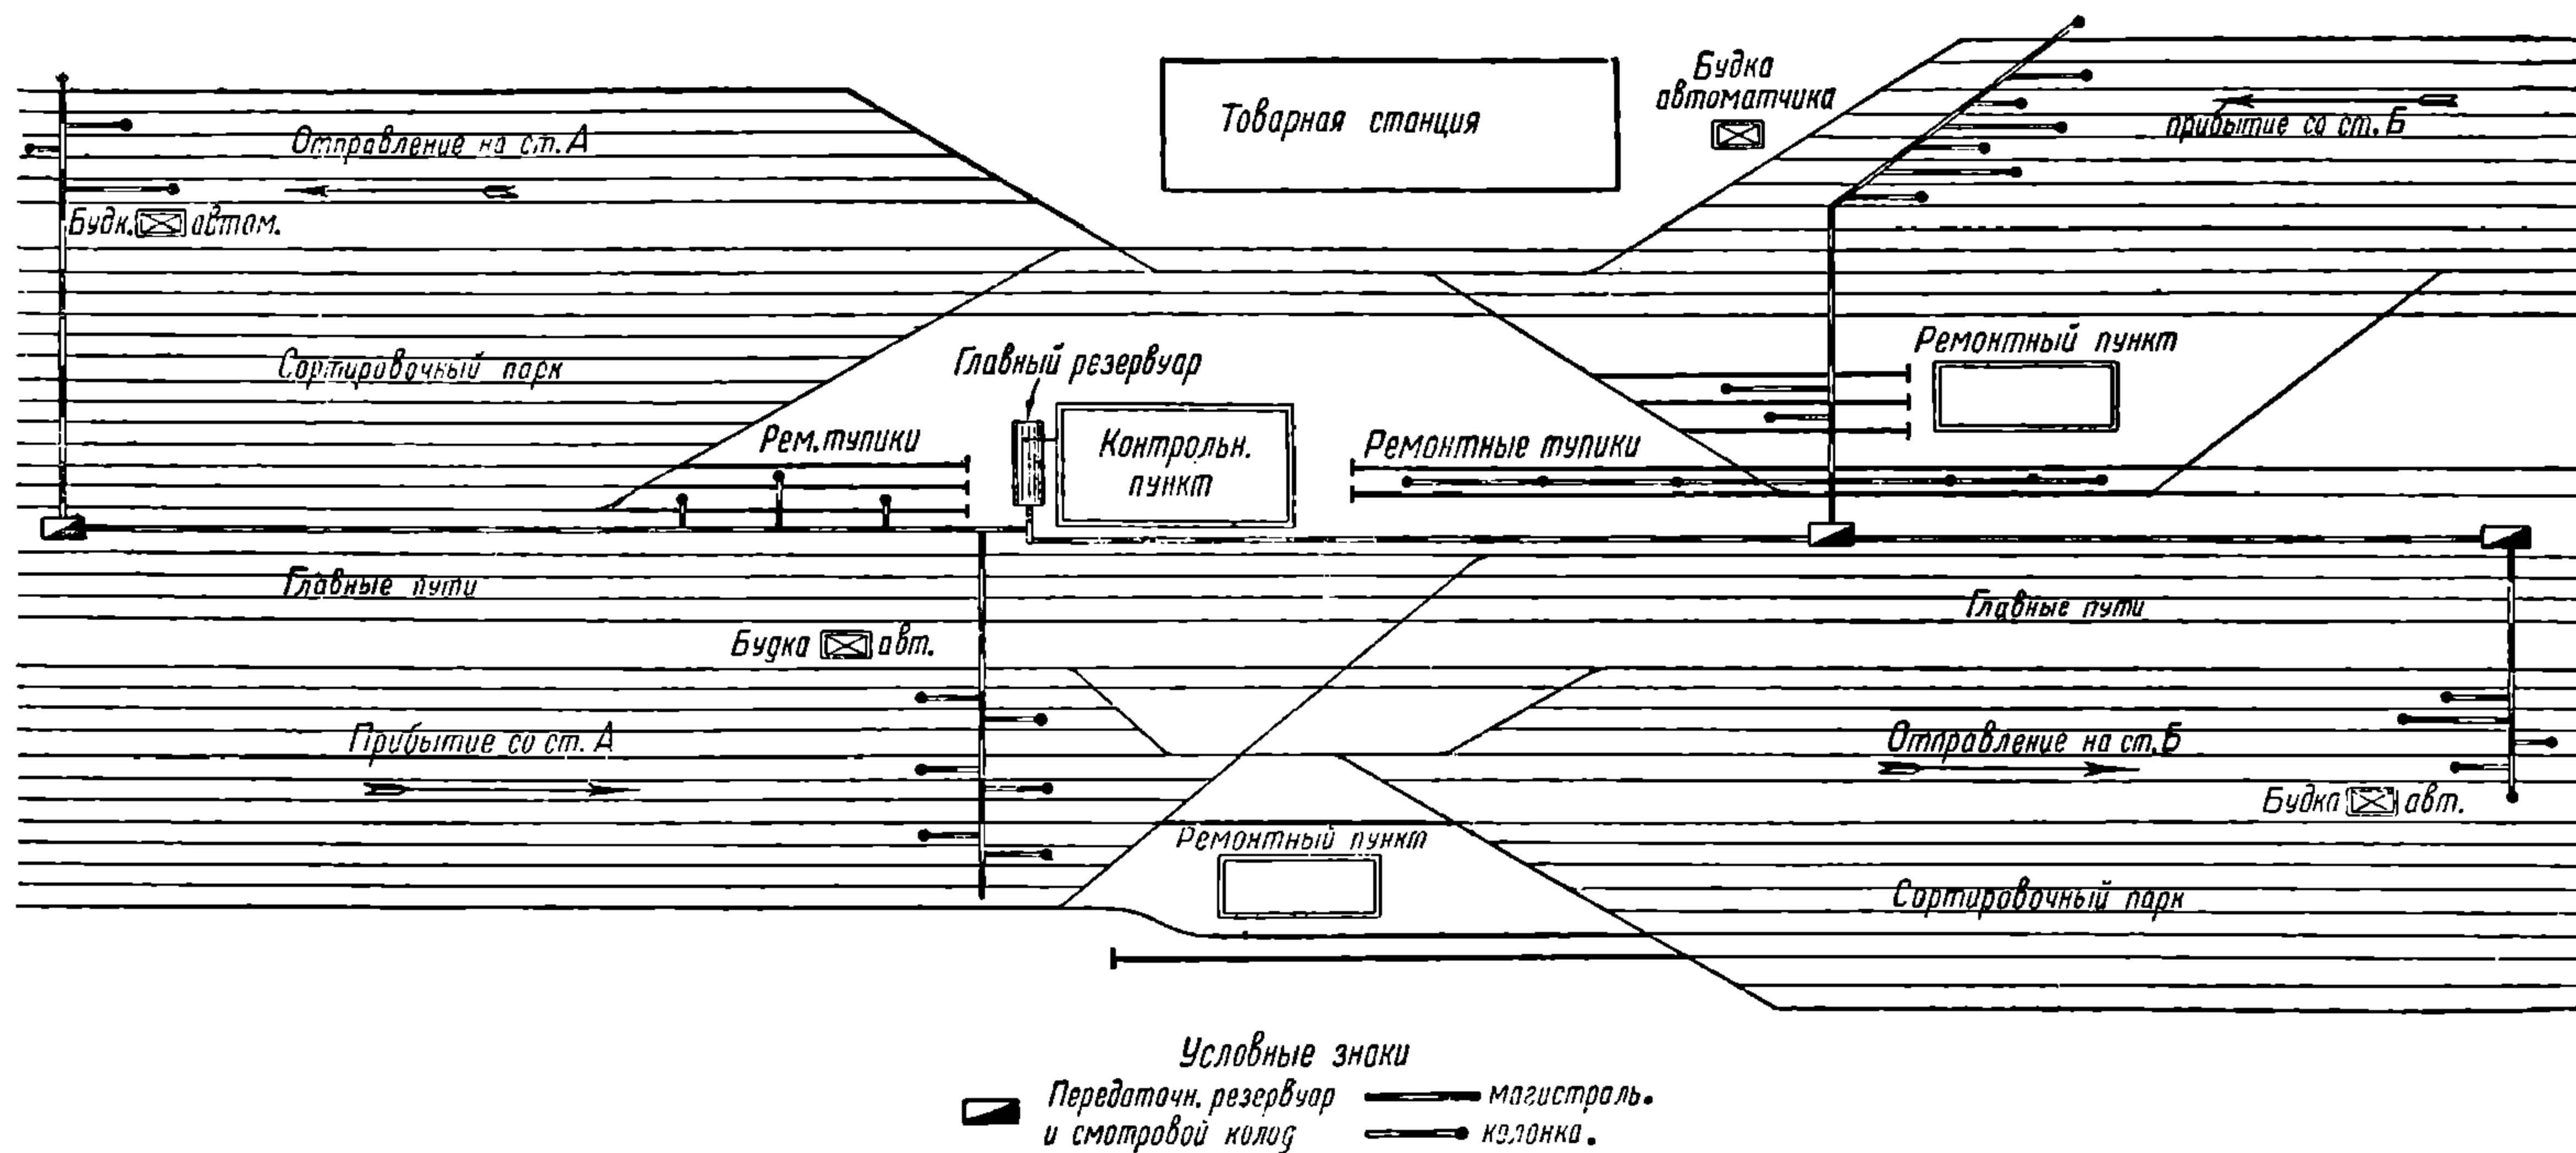 Товарная станция
Будка
автоматчика
прибытие со ст. Б
Отправление на ст. А
Будк. автом.
Сортировочный парк
Главный резервуар
Рем. тупики
Контрольн.
пункт
Ремонтные тупики
Ремонтный пункт
Главные пути
Главные пути
Будка авт.
Прибытие со ст. А
Отправление на ст. Б
Будка авт.
Ремонтный пункт
Сортировочный парк
Условные знаки
Передаточн. резервуар
и смотровой колод
магистраль.
колонка.